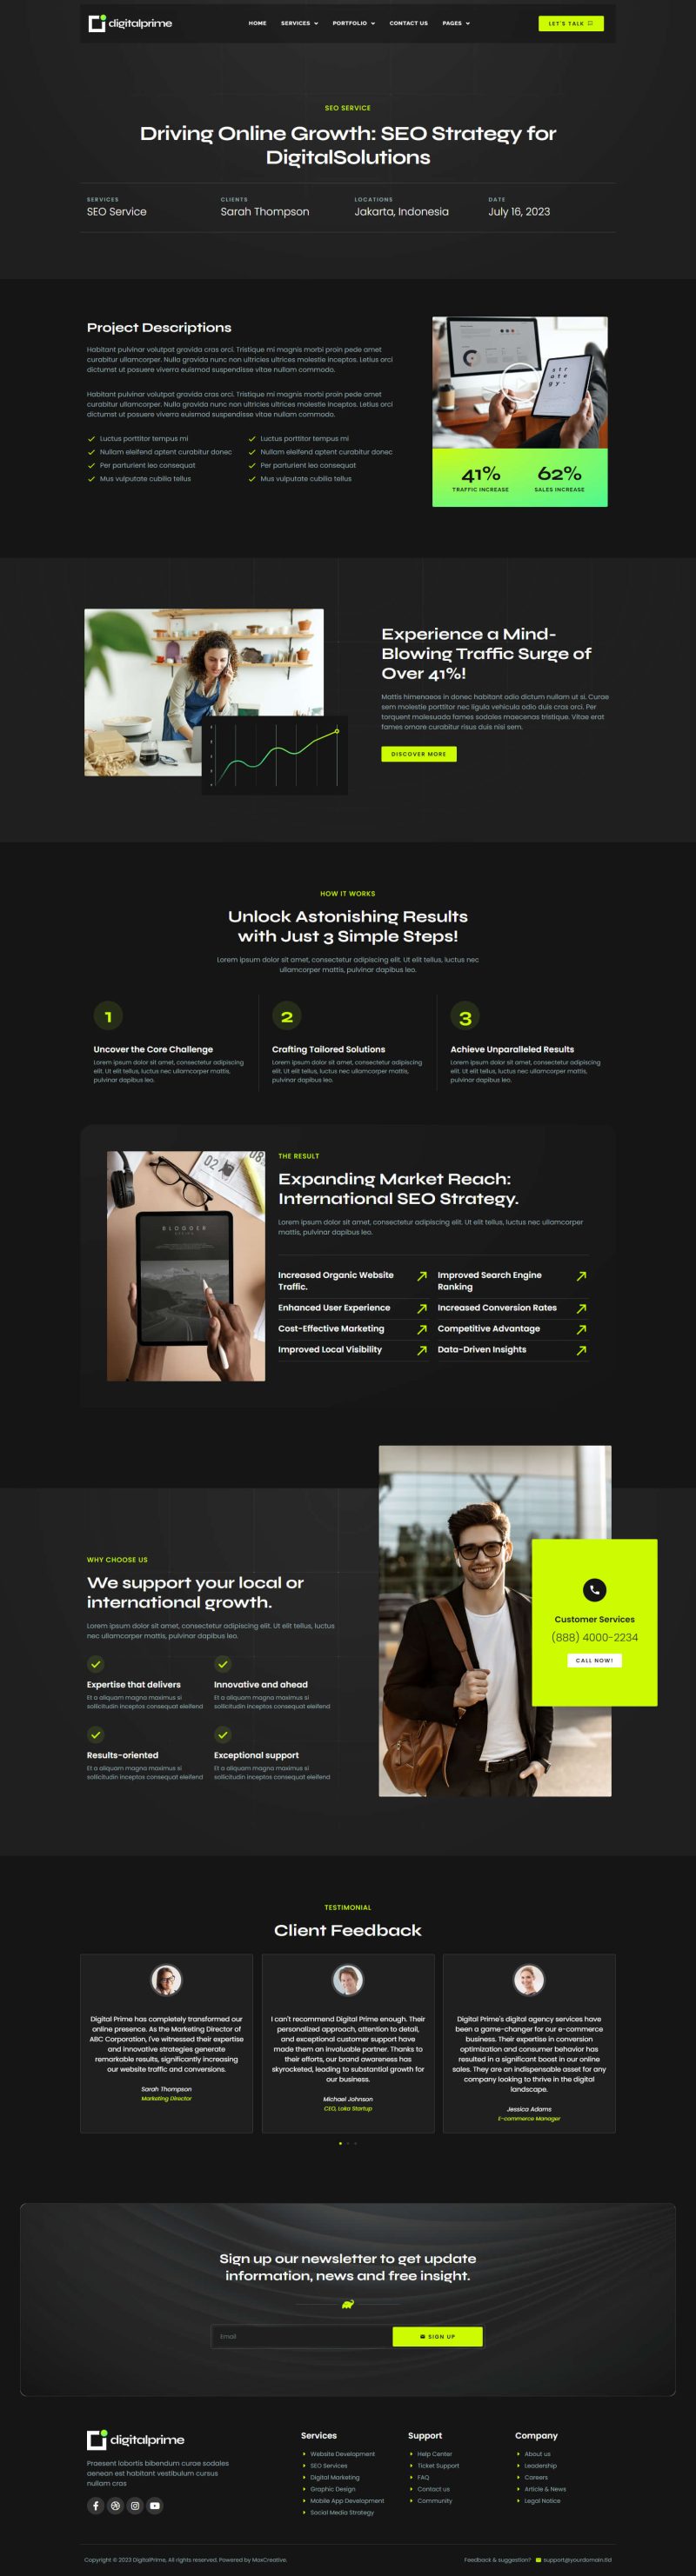 digitalprime
HOME SERVICES PORTFOLIO CONTACT US PAGES
LET'S TALK
SEO SERVICE
Driving Online Growth: SEO Strategy for
DigitalSolutions
SERVICES
SEO Service
CLIENTS
Sarah Thompson
LOCATIONS
Jakarta, Indonesia
DATE
July 16, 2023
Project Descriptions
Habitant pulvinar volutpat gravida cras orci. Tristique mi magnis morbi proin pede amet
curabitur ullamcorper. Nulla gravida nunc non ultricies ultrices molestie inceptos. Letius orci
dictumst ut posuere viverra euismod suspendisse vitae nullam commodo.
Habitant pulvinar volutpat gravida cras orci. Tristique mi magnis morbi proin pede amet
curabitur ullamcorper. Nulla gravida nunc non ultricies ultrices molestie inceptos. Letius orci
dictumst ut posuere viverra euismod suspendisse vitae nullam commodo.
Luctus porttitor tempus mi
Nullam eleifend aptent curabitur donec
Per parturient leo consequat
Mus vulputate cubilia tellus
Luctus porttitor tempus mi
Nullam eleifend aptent curabitur donec
Per parturient leo consequat
Mus vulputate cubilia tellus
s t r
a t e
g y .
41%
TRAFFIC INCREASE
62%
SALES INCREASE
Experience a Mind-
Blowing Traffic Surge of
Over 41%!
Mattis himenaeos in donec habitant odio dictum nullam ut si. Curae
sem molestie porttitor nec ligula vehicula odio duis cras orci. Per
torquent malesuada fames sodales maecenas tristique. Vitae erat
fames ornare curabitur risus duis nisi sem.
DISCOVER MORE
HOW IT WORKS
Unlock Astonishing Results
with Just 3 Simple Steps!
Lorem ipsum dolor sit amet, consectetur adipiscing elit. Ut elit tellus, luctus nec
ullamcorper mattis, pulvinar dapibus leo.
1
Uncover the Core Challenge
Lorem ipsum dolor sit amet, consectetur adipiscing
elit. Ut elit tellus, luctus nec ullamcorper mattis,
pulvinar dapibus leo.
2
Crafting Tailored Solutions
Lorem ipsum dolor sit amet, consectetur adipiscing
elit. Ut elit tellus, luctus nec ullamcorper mattis,
pulvinar dapibus leo.
3
Achieve Unparalleled Results
Lorem ipsum dolor sit amet, consectetur adipiscing
elit. Ut elit tellus, luctus nec ullamcorper mattis,
pulvinar dapibus leo.
BLOGGER
THE RESULT
Expanding Market Reach:
International SEO Strategy.
Lorem ipsum dolor sit amet, consectetur adipiscing elit. Ut elit tellus, luctus nec ullamcorper
mattis, pulvinar dapibus leo.
Increased Organic Website
Traffic.
Enhanced User Experience
Cost-Effective Marketing
Improved Local Visibility
Improved Search Engine
Ranking
Increased Conversion Rates
Competitive Advantage
Data-Driven Insights
WHY CHOOSE US
We support your local or
international growth.
Lorem ipsum dolor sit amet, consectetur adipiscing elit. Ut elit tellus, luctus
nec ullamcorper mattis, pulvinar dapibus leo.
Expertise that delivers
Et a aliquam magna maximus si
sollicitudin inceptos consequat eleifend
Innovative and ahead
Et a aliquam magna maximus si
sollicitudin inceptos consequat eleifend
Results-oriented
Et a aliquam magna maximus si
sollicitudin inceptos consequat eleifend
Exceptional support
Et a aliquam magna maximus si
sollicitudin inceptos consequat eleifend
Customer Services
(888) 4000-2234
CALL NOW!
TESTIMONIAL
Client Feedback
Digital Prime has completely transformed our
online presence. As the Marketing Director of
ABC Corporation, I've witnessed their expertise
and innovative strategies generate
remarkable results, significantly increasing
our website traffic and conversions.
Sarah Thompson
Marketing Director
I can't recommend Digital Prime enough. Their
personalized approach, attention to detail,
and exceptional customer support have
made them an invaluable partner. Thanks to
their efforts, our brand awareness has
skyrocketed, leading to substantial growth for
our business.
Michael Johnson
CEO, Loka Startup
Digital Prime's digital agency services have
been a game-changer for our e-commerce
business. Their expertise in conversion
optimization and consumer behavior has
resulted in a significant boost in our online
sales. They are an indispensable asset for any
company looking to thrive in the digital
landscape.
Jessica Adams
E-commerce Manager
Sign up our newsletter to get update
information, news and free insight.
Email
SIGN UP
digitalprime
Praesent lobortis bibendum curae sodales
aenean est habitant vestibulum cursus
nullam cras
Services
Website Development
SEO Services
Digital Marketing
Graphic Design
Mobile App Development
Social Media Strategy
Support
Help Center
Ticket Support
FAQ
Contact us
Community
Company
About us
Leadership
Careers
Article & News
Legal Notice
Copyright © 2023 DigitalPrime, All rights reserved. Powered by MaxCreative.
Feedback & suggestion? support@yourdomain.tld